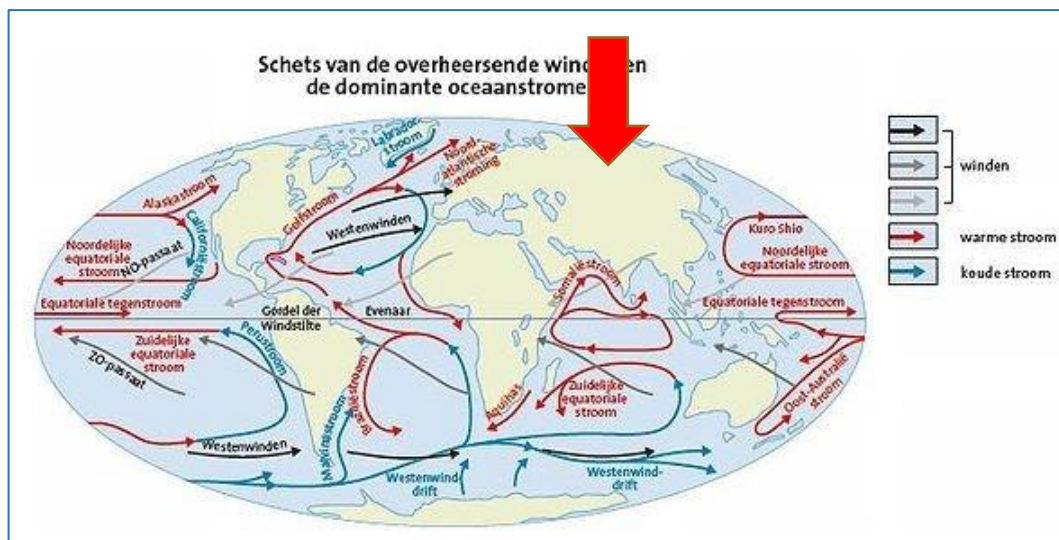 Schets van de overheersende wind en
de dominante oceaanstrome
Labrador-
stroom
Noord-
atlantische
stroming
Alaskastroom
Golfstroom
Westenwinden
Californiëstroom
Noordelijke
equatoriale
stroom
NO-passaat
Equatoriale tegenstroom
Gordel der
Windstilte
Evenaar
Somaliëstroom
Kuro Shio
Noordelijke
equatoriale stroom
Equatoriale tegenstroom
Zuidelijke
equatoriale
stroom
ZO-passaat
Perustroom
Braziliëstroom
Malvinasstroom
Aquihas
Zuidelijke
equatoriale
stroom
Oost-Australië
stroom
Westenwinden
Westenwind-
drift
Westenwind-
drift
winden
warme stroom
koude stroom